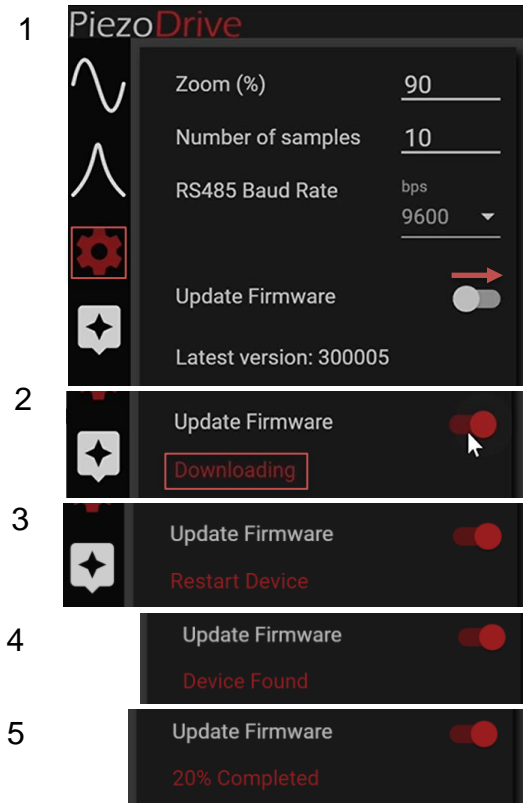 1
PiezoDrive
Zoom (%) 90
Number of samples 10
RS485 Baud Rate bps
9600
Update Firmware
Latest version: 300005
2
Update Firmware
Downloading
3
Update Firmware
Restart Device
4
Update Firmware
Device Found
5
Update Firmware
20% Completed